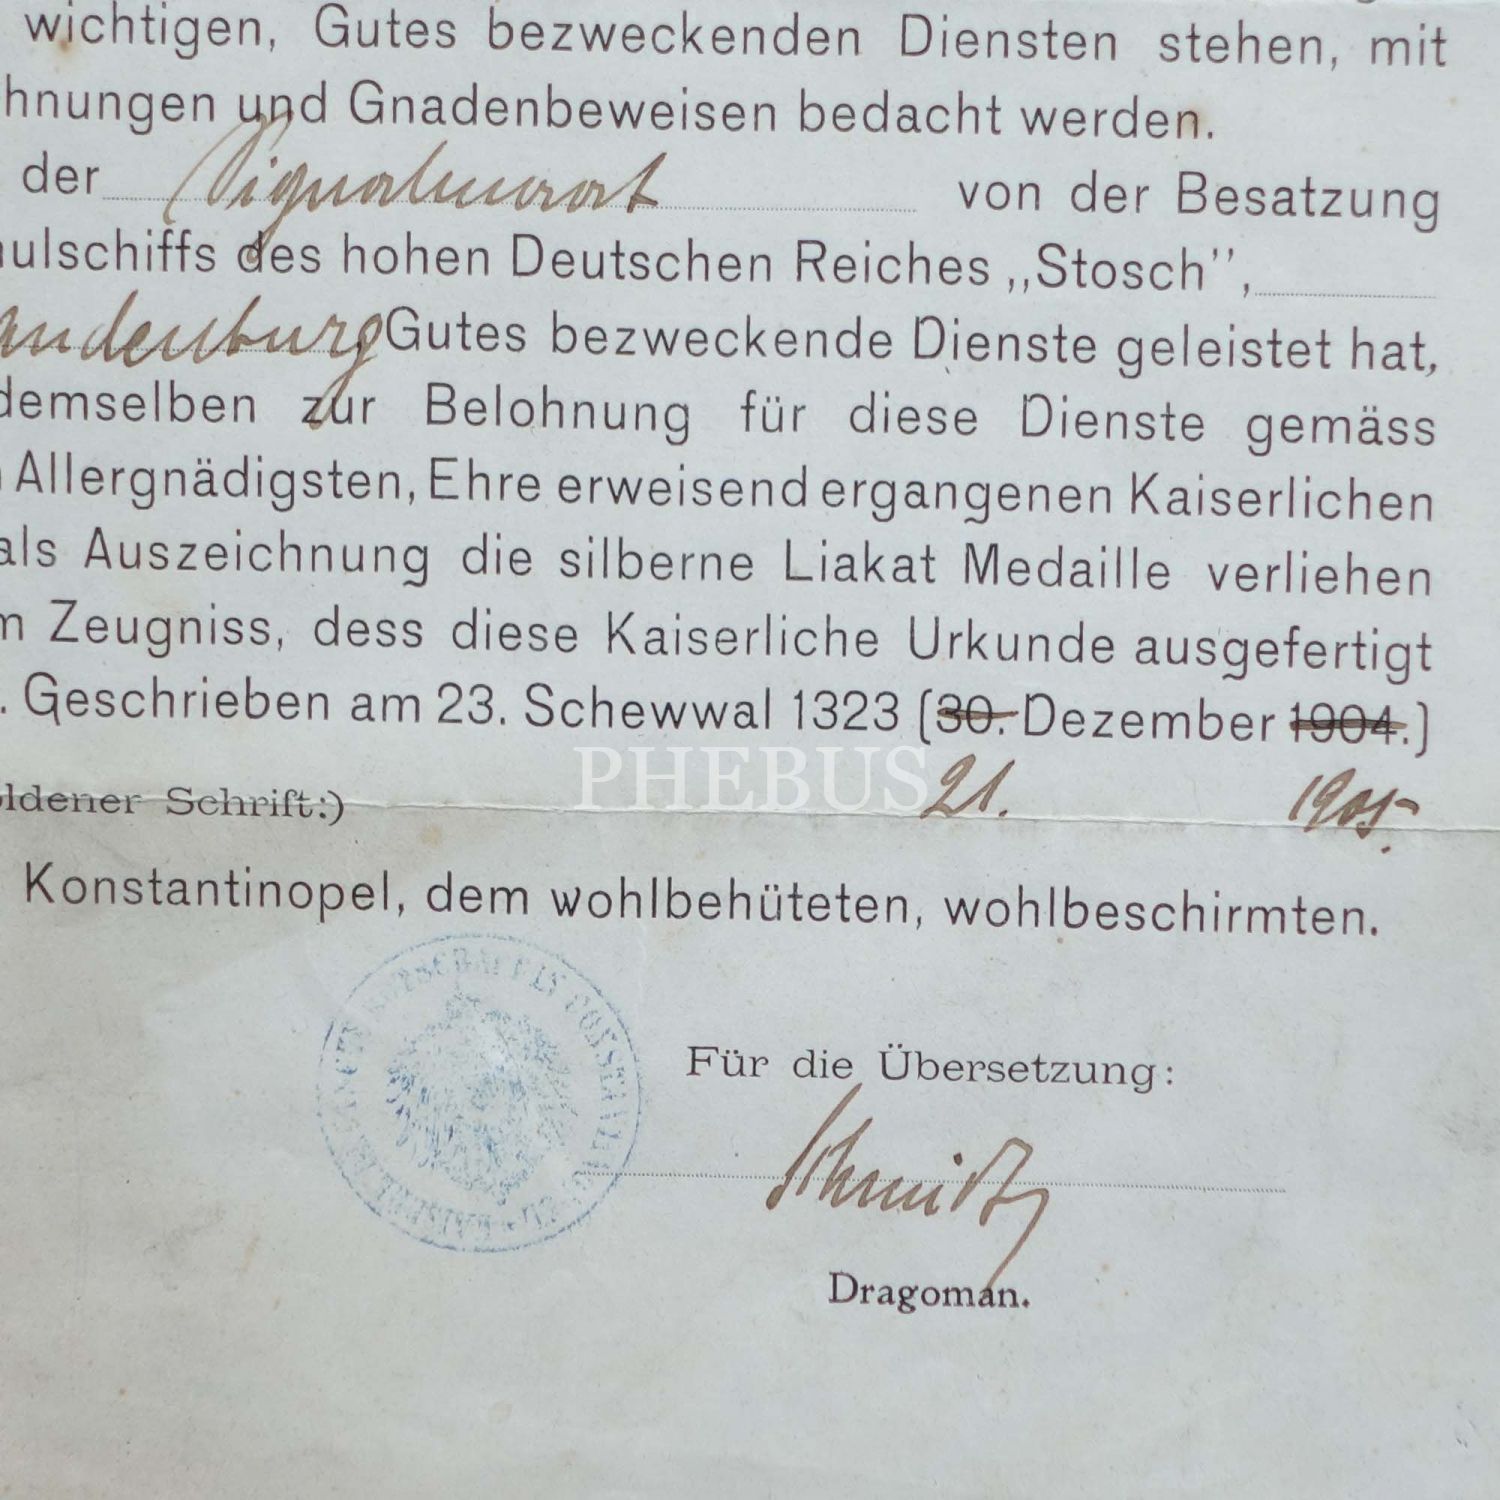 wichtigen, Gutes bezweckenden Diensten stehen, mit
hnungen und Gnadenbeweisen bedacht werden.
der Signalmaat von der Besatzung
ulschiffs des hohen Deutschen Reiches „Stosch",
andenburg Gutes bezweckende Dienste geleistet hat,
demselben zur Belohnung für diese Dienste gemäss
Allergnädigsten, Ehre erweisend ergangenen Kaiserlichen
als Auszeichnung die silberne Liakat Medaille verliehen
m Zeugniss, dess diese Kaiserliche Urkunde ausgefertigt
. Geschrieben am 23. Schewwal 1323 (30. Dezember 1904.)
PHEBUS 21. 1905.
ldener Schrift:)
Konstantinopel, dem wohlbehüteten, wohlbeschirmten.
Für die Übersetzung:
Schmidt
Dragoman.